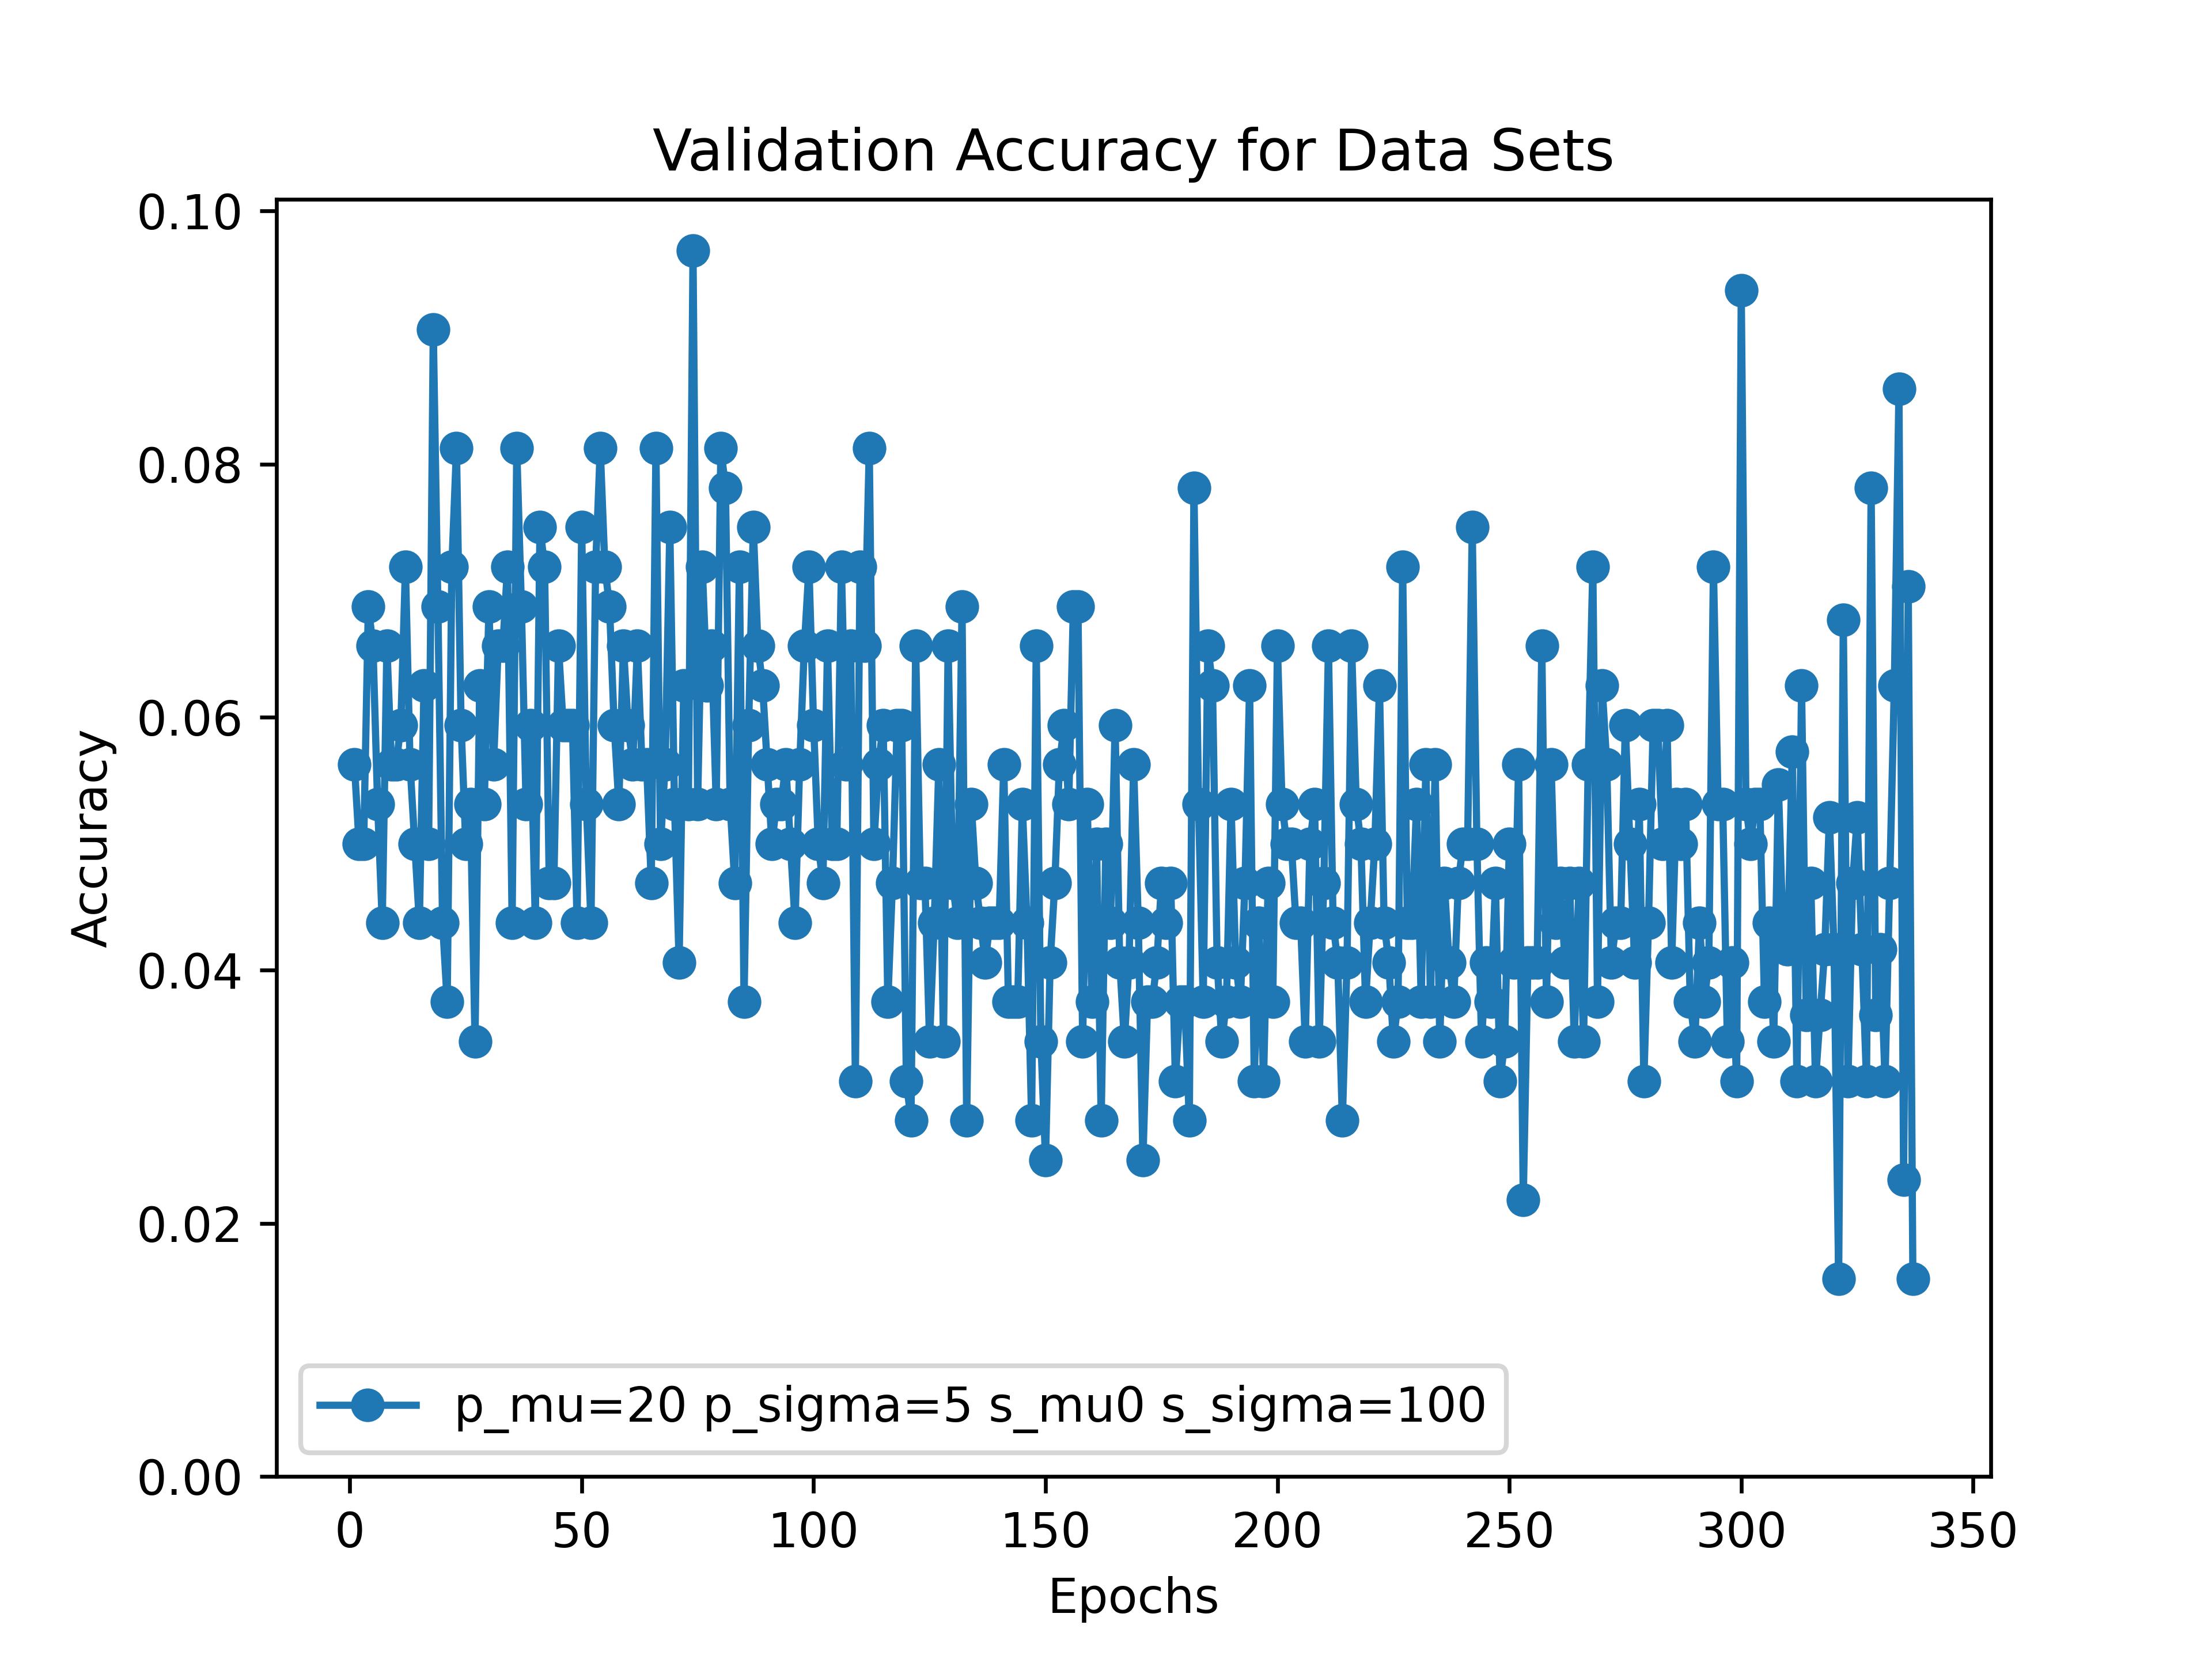 Validation Accuracy for Data Sets
0.10
0.08
0.06
0.04
0.02
0.00
Accuracy
p_mu=20 p_sigma=5 s_mu0 s_sigma=100
0 50 100 150 200 250 300 350
Epochs